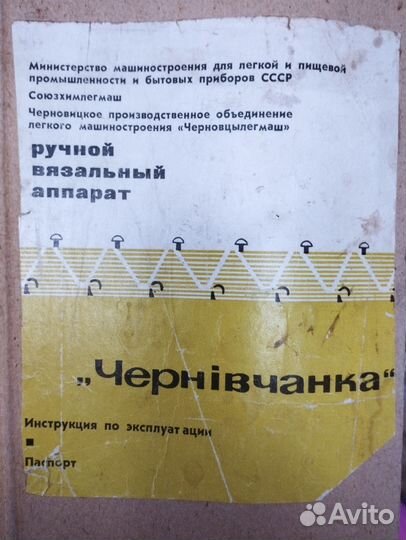 Министерство машиностроения для легкой и пищевой
промышленности и бытовых приборов СССР
Союзхимлегмаш
Черновицкое производственное объединение
легкого машиностроения «Черновцылегмаш»
ручной
вязальный
аппарат
„Чернівчанка“
Инструкция по эксплуатации
Паспорт
Avito